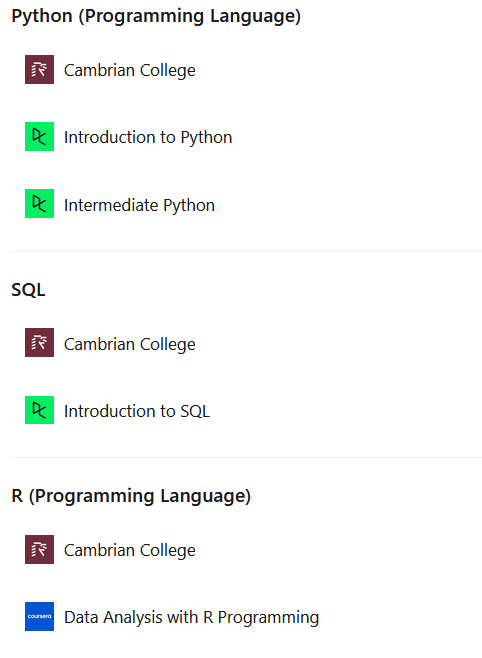 Python (Programming Language)
Cambrian College
Introduction to Python
Intermediate Python
SQL
Cambrian College
Introduction to SQL
R (Programming Language)
Cambrian College
coursera
Data Analysis with R Programming